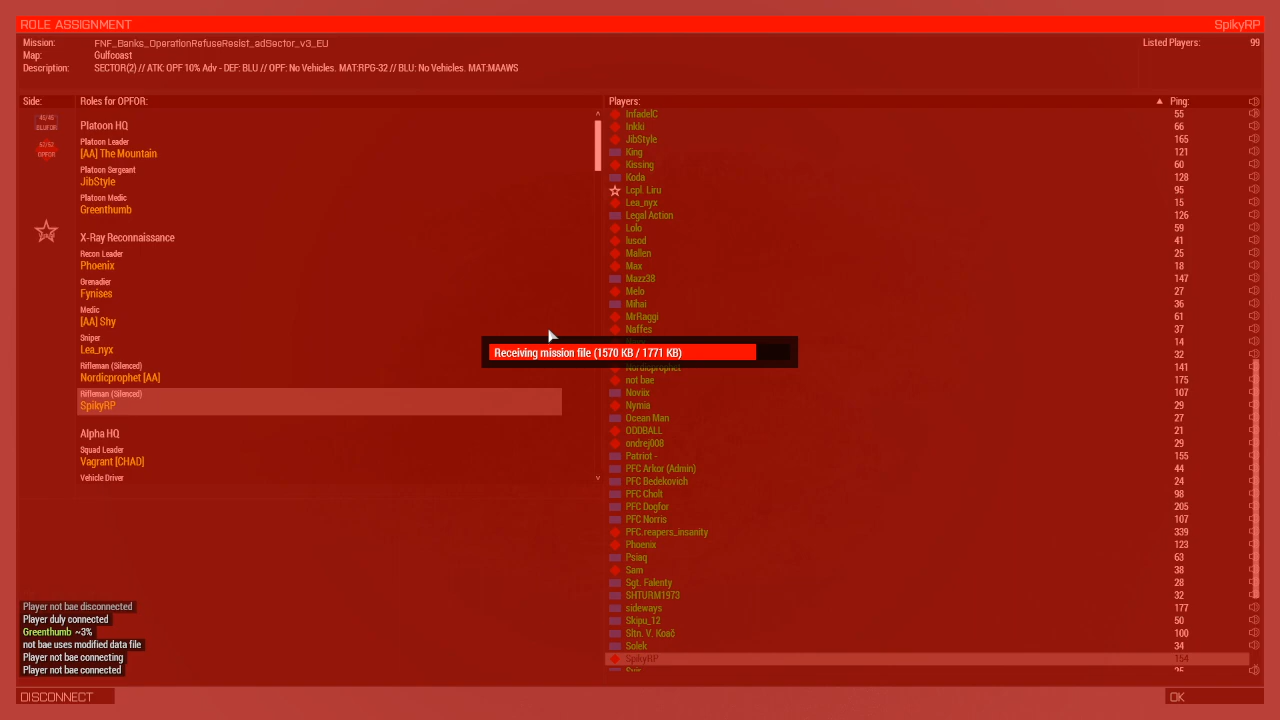 ROLE ASSIGNMENT
SpikyRP
Mission: FNF_Banks_OperationRefuseResist_adSector_v3_EU
Listed Players: 99
Map: Gulfcoast
Description: SECTOR(2) // ATK: OPF 10% Adv - DEF: BLU // OPF: No Vehicles. MAT:RPG-32 // BLU: No Vehicles. MAT:MAAWS
Side:
Roles for OPFOR:
Players:
Ping:
BLUFOR
OPFOR
Platoon HQ
Platoon Leader
[AA] The Mountain
Platoon Sergeant
JibStyle
Platoon Medic
Greenthumb
X-Ray Reconnaissance
Recon Leader
Phoenix
Grenadier
Fynises
Medic
[AA] Shy
Sniper
Lea_nyx
Rifleman (Silenced)
Nordicprophet [AA]
Rifleman (Silenced)
SpikyRP
Alpha HQ
Squad Leader
Vagrant [CHAD]
Vehicle Driver
InfadelC 55
Inkki 66
JibStyle 165
King 121
Kissing 60
Koda 128
Lcpl. Liru 95
Lea_nyx 15
Legal Action 126
Lolo 59
lusod 41
Mallen 25
Max 18
Mazz38 147
Melo 27
Mihai 36
MrRaggi 61
Naffes 37
14
Receiving mission file (1570 KB / 1771 KB)
32
Nordicprophet 141
not bae 175
Noviix 107
Nymia 29
Ocean Man 27
ODDBALL 21
ondrej008 29
Patriot - 155
PFC Arkor (Admin) 44
PFC Bedekovich 24
PFC Cholt 98
PFC Dogfor 205
PFC Norris 107
PFC.reapers_insanity 339
Phoenix 123
Psiaq 63
Sam 38
Sgt. Falenty 28
SHTURM1973 32
sideways 177
Skipu_12 50
Sltn. V. Koač 100
Solek 34
SpikyRP 154
Player not bae disconnected
Player duly connected
Greenthumb ~3%
not bae uses modified data file
Player not bae connecting
Player not bae connected
DISCONNECT
OK